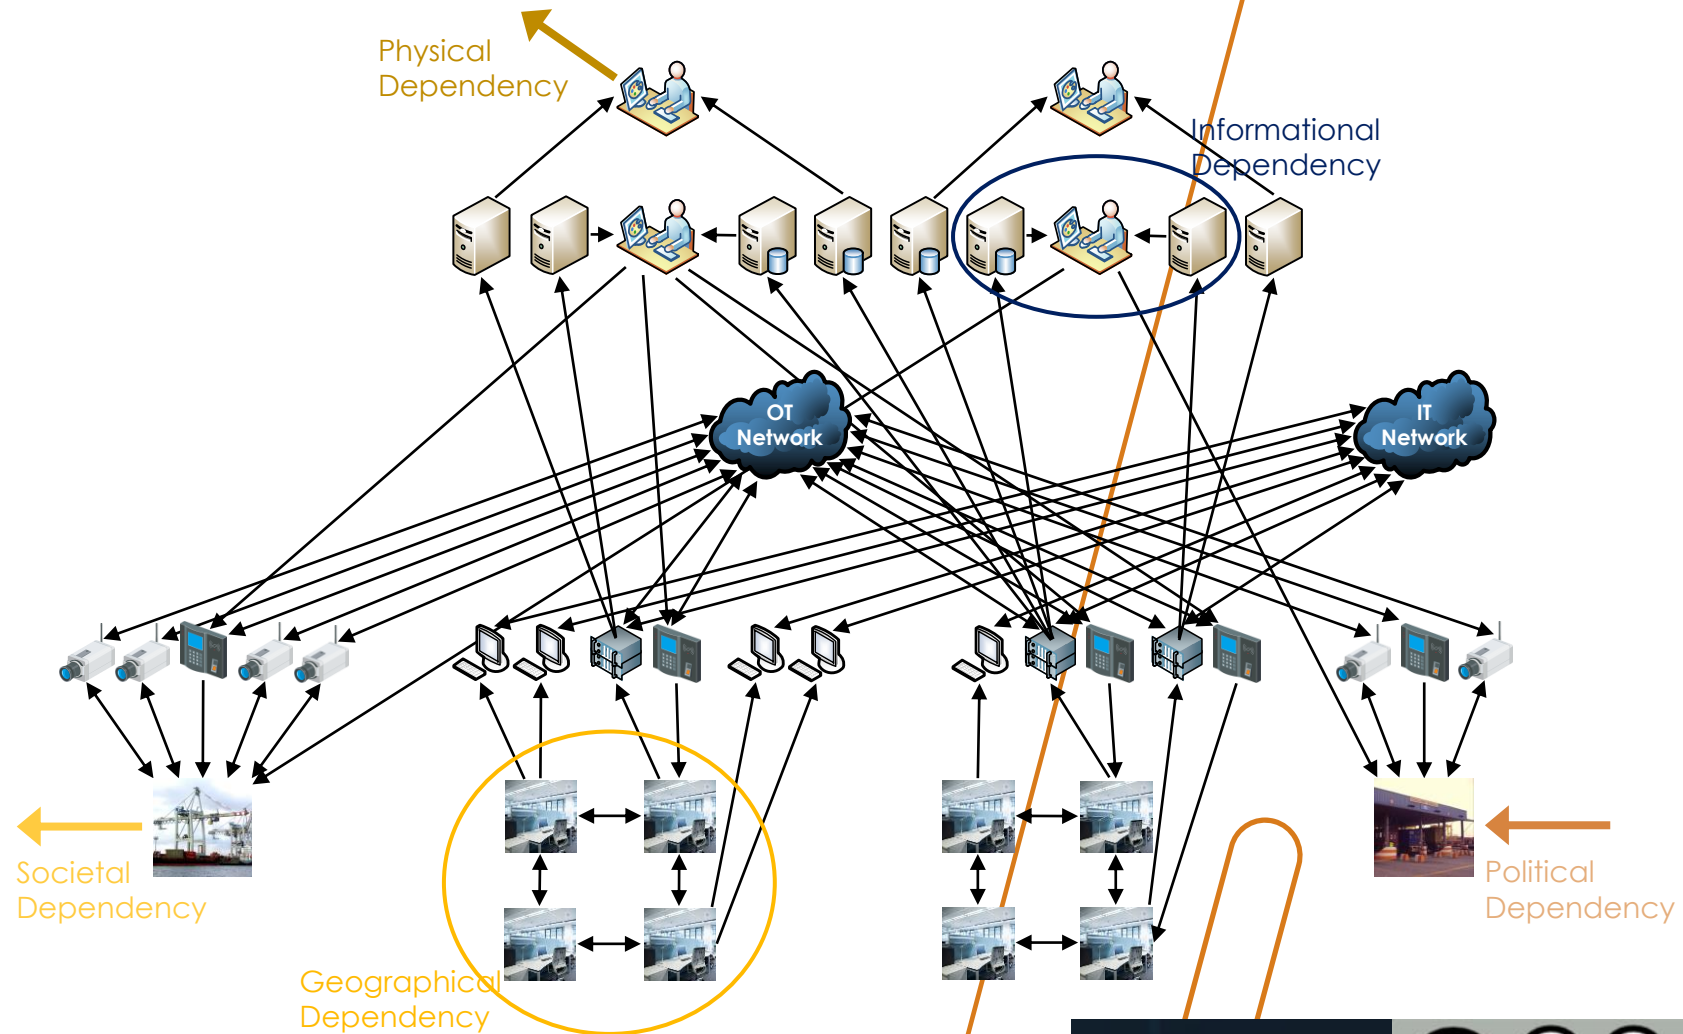 Physical
Dependency
Informational
Dependency
OT
Network
IT
Network
Societal
Dependency
Political
Dependency
Geographical
Dependency